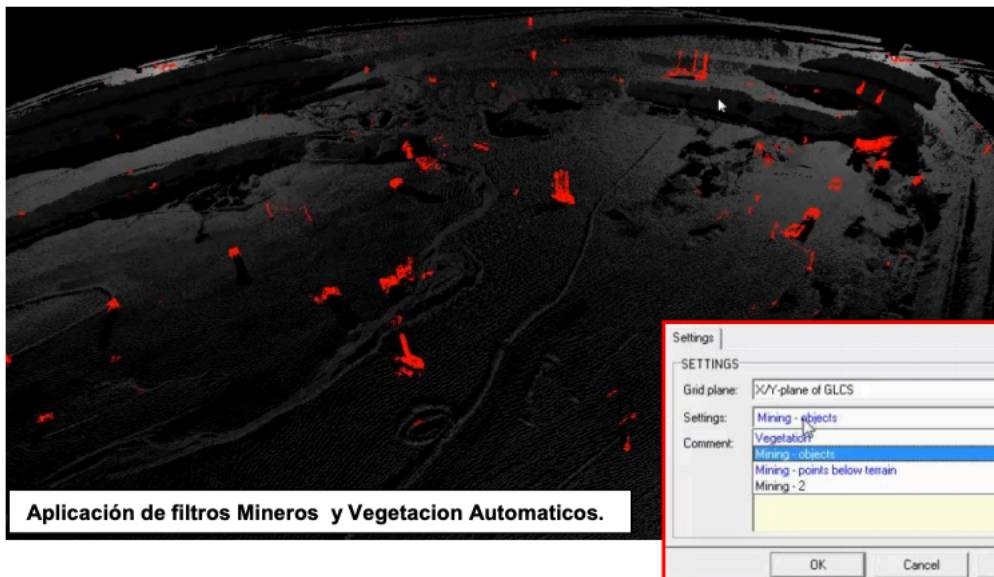 Settings
SETTINGS
Grid plane: X/Y-plane of GLCS
Settings: Mining - objects
Comment: Vegetation
Mining - objects
Mining - points below terrain
Mining - 2
OK Cancel
Aplicación de filtros Mineros y Vegetacion Automaticos.